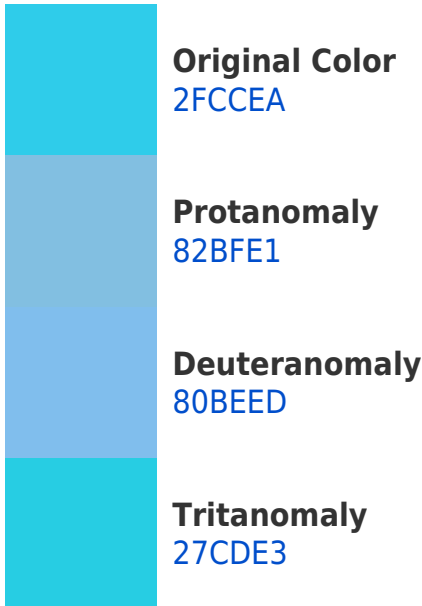 Original Color
2FCCEA
Protanomaly
82BFE1
Deuteranomaly
80BEED
Tritanomaly
27CDE3